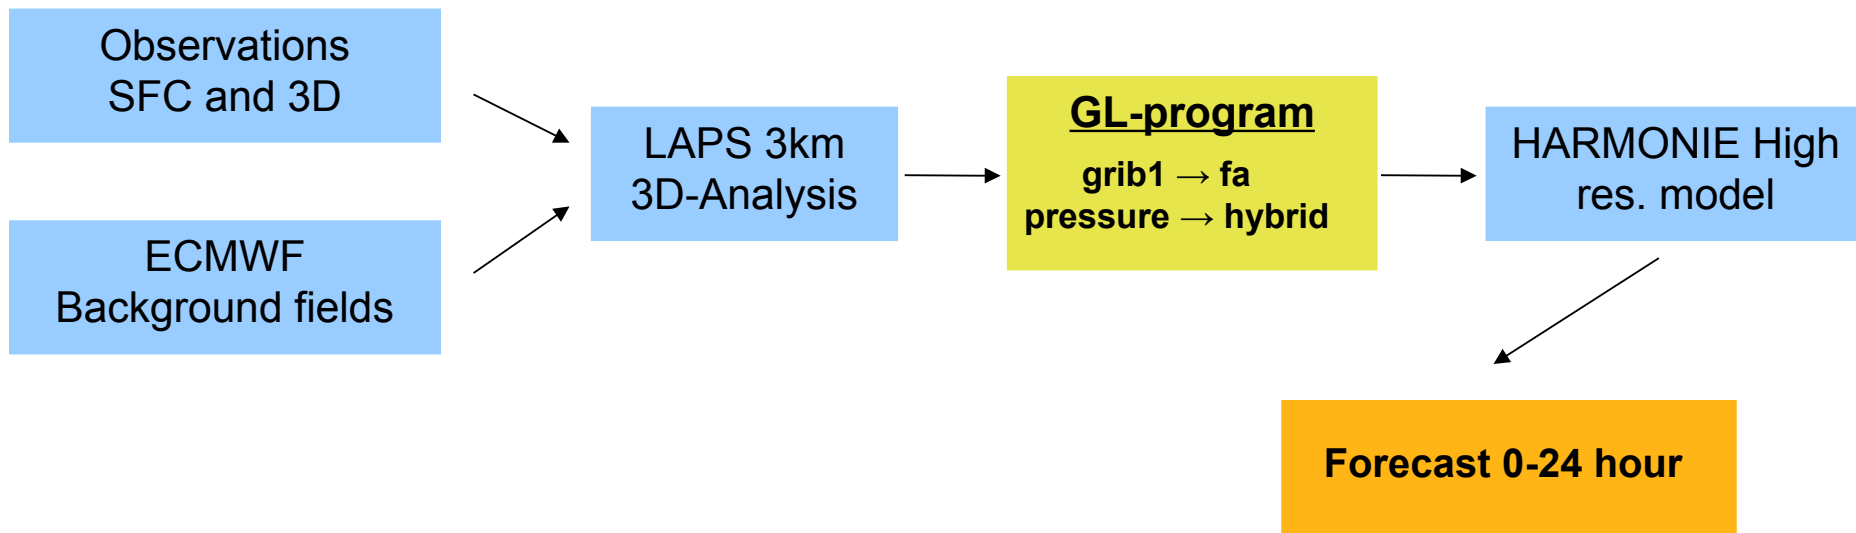 Observations
SFC and 3D
ECMWF
Background fields
LAPS 3km
3D-Analysis
GL-program
grib1 → fa
pressure → hybrid
HARMONIE High
res. model
Forecast 0-24 hour